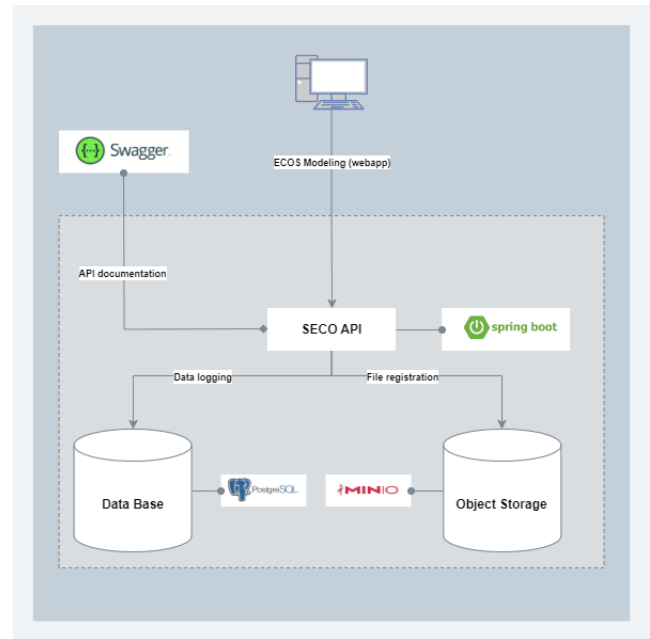 Swagger
ECOS Modeling (webapp)
API documentation
SECO API
spring boot
Data logging
File registration
Data Base
PostgreSQL
MINIO
Object Storage